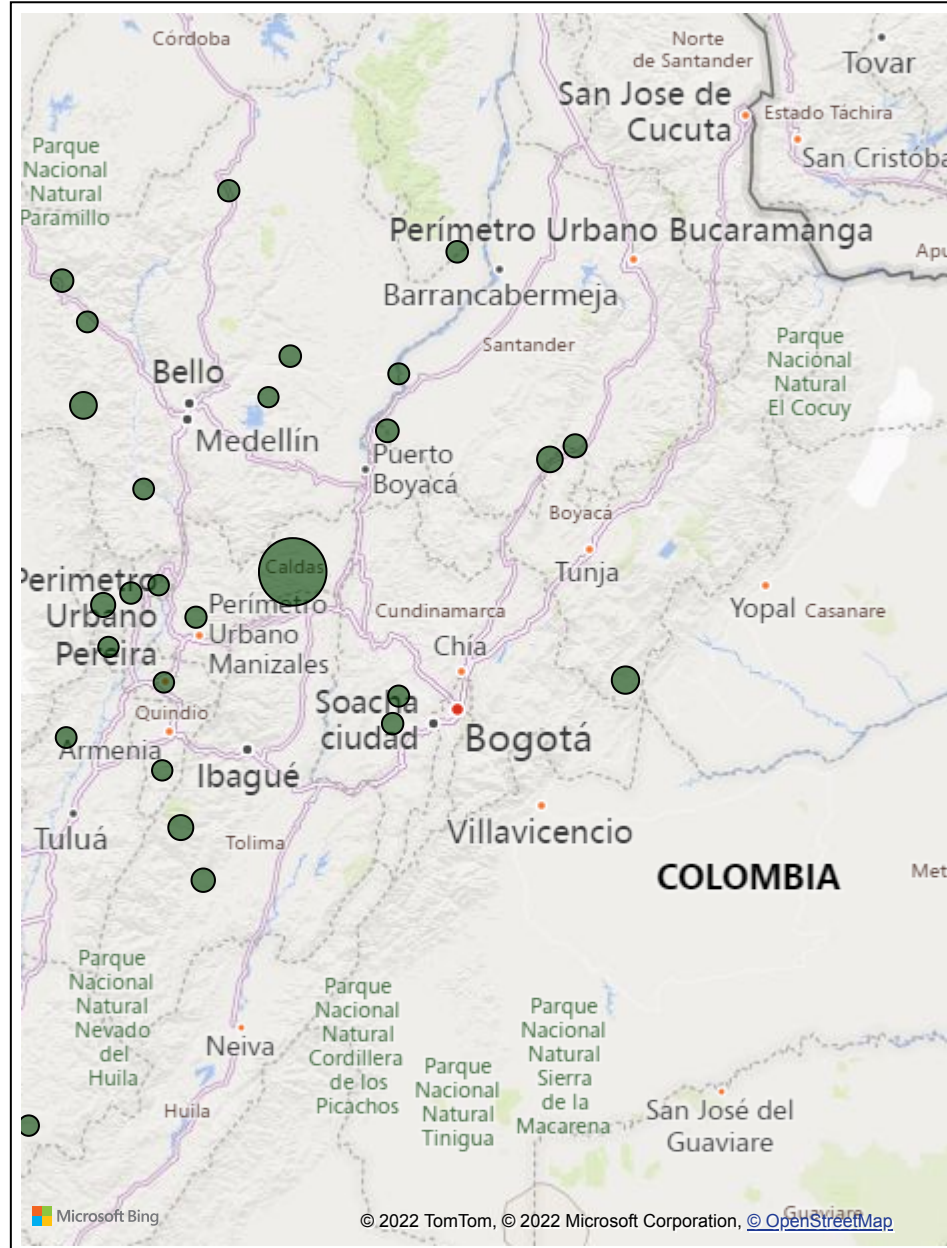 Córdoba
Norte
de Santander
Tovar
San Jose de
Cucuta
Estado Táchira
San Cristóba
Parque
Nacional
Natural
Paramillo
Perímetro Urbano Bucaramanga
Apu
Barrancabermeja
Santander
Parque
Nacional
Natural
El Cocuy
Bello
Medellín
Puerto
Boyacá
Boyacá
Tunja
Caldas
Perimetro
Urbano
Pereira
Perímetro
Urbano
Manizales
Cundinamarca
Yopal
Casanare
Chía
Soacha
ciudad
Bogotá
Quindio
Armenia
Ibagué
Tuluá
Tolima
Villavicencio
COLOMBIA
Met
Parque
Nacional
Natural
Nevado
del
Huila
Neiva
Parque
Nacional
Natural
Cordillera
de los
Picachos
Parque
Nacional
Natural
Tinigua
Parque
Nacional
Natural
Sierra
de la
Macarena
Huila
San José del
Guaviare
Guaviare
Microsoft Bing
© 2022 TomTom, © 2022 Microsoft Corporation, © OpenStreetMap